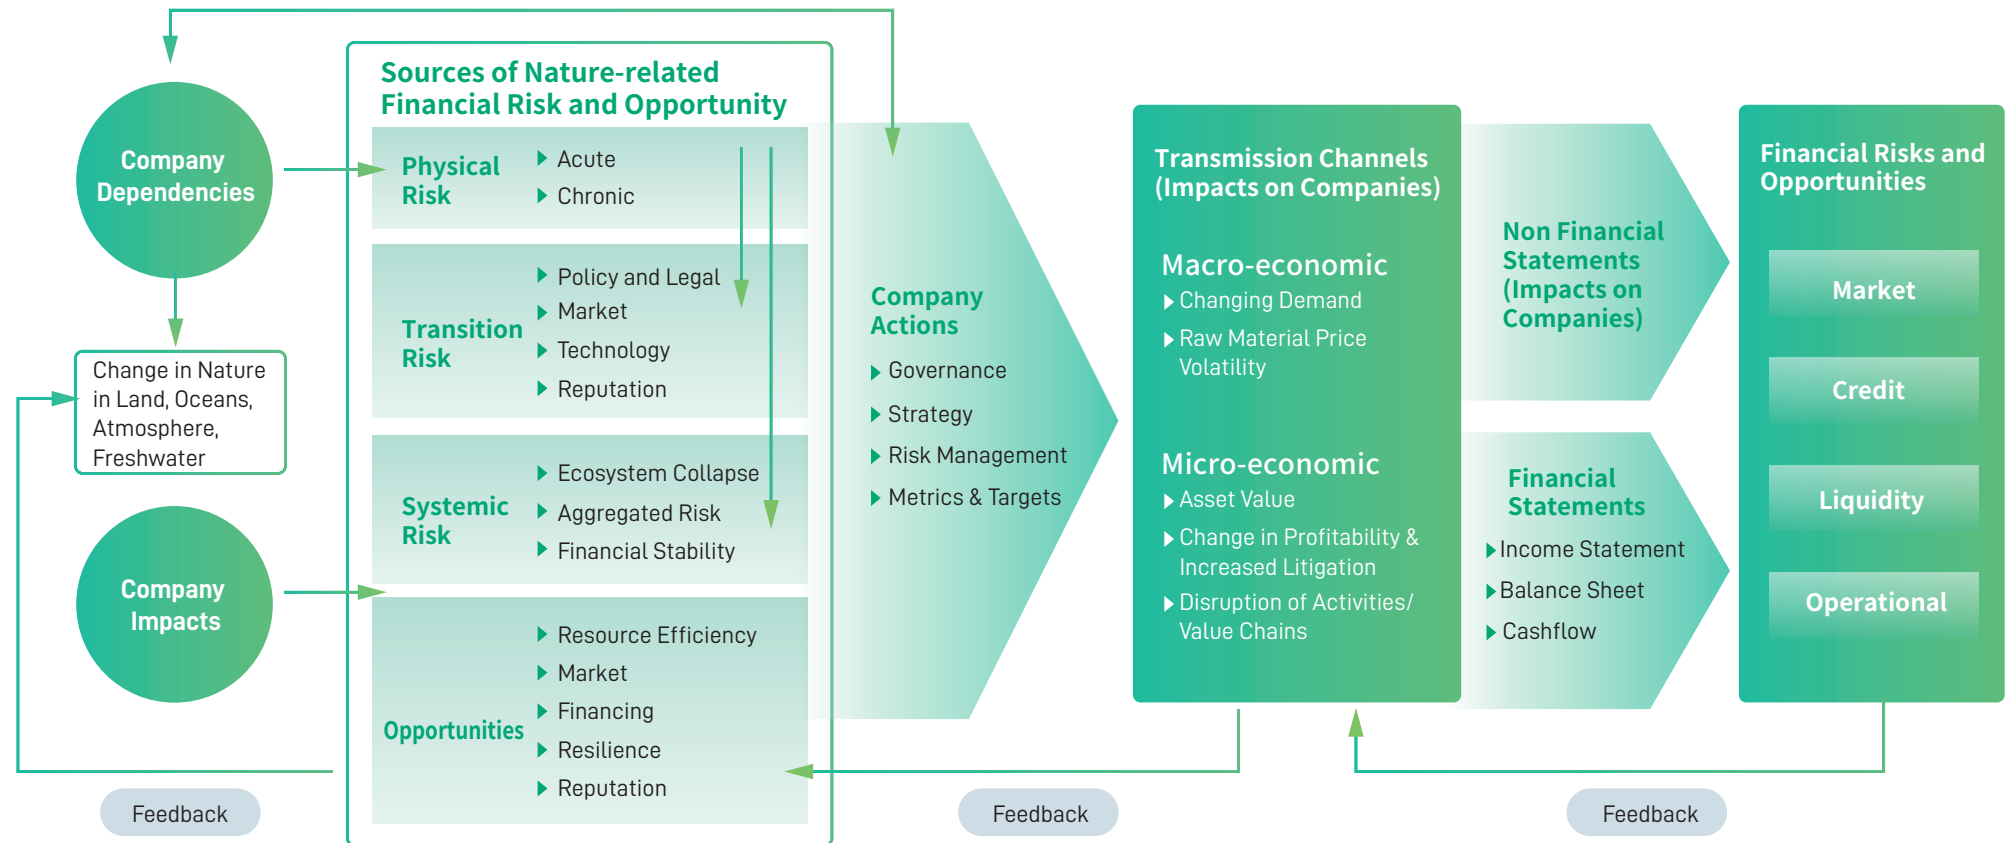 Company
Dependencies
Change in Nature
in Land, Oceans,
Atmosphere,
Freshwater
Company
Impacts
Feedback
Sources of Nature-related
Financial Risk and Opportunity
Physical
Risk
Acute
Chronic
Transition
Risk
Policy and Legal
Market
Technology
Reputation
Systemic
Risk
Ecosystem Collapse
Aggregated Risk
Financial Stability
Opportunities
Resource Efficiency
Market
Financing
Resilience
Reputation
Company
Actions
Governance
Strategy
Risk Management
Metrics & Targets
Feedback
Transmission Channels
(Impacts on Companies)
Macro-economic
Changing Demand
Raw Material Price
Volatility
Micro-economic
Asset Value
Change in Profitability &
Increased Litigation
Disruption of Activities/
Value Chains
Non Financial
Statements
(Impacts on
Companies)
Financial
Statements
Income Statement
Balance Sheet
Cashflow
Feedback
Financial Risks and
Opportunities
Market
Credit
Liquidity
Operational